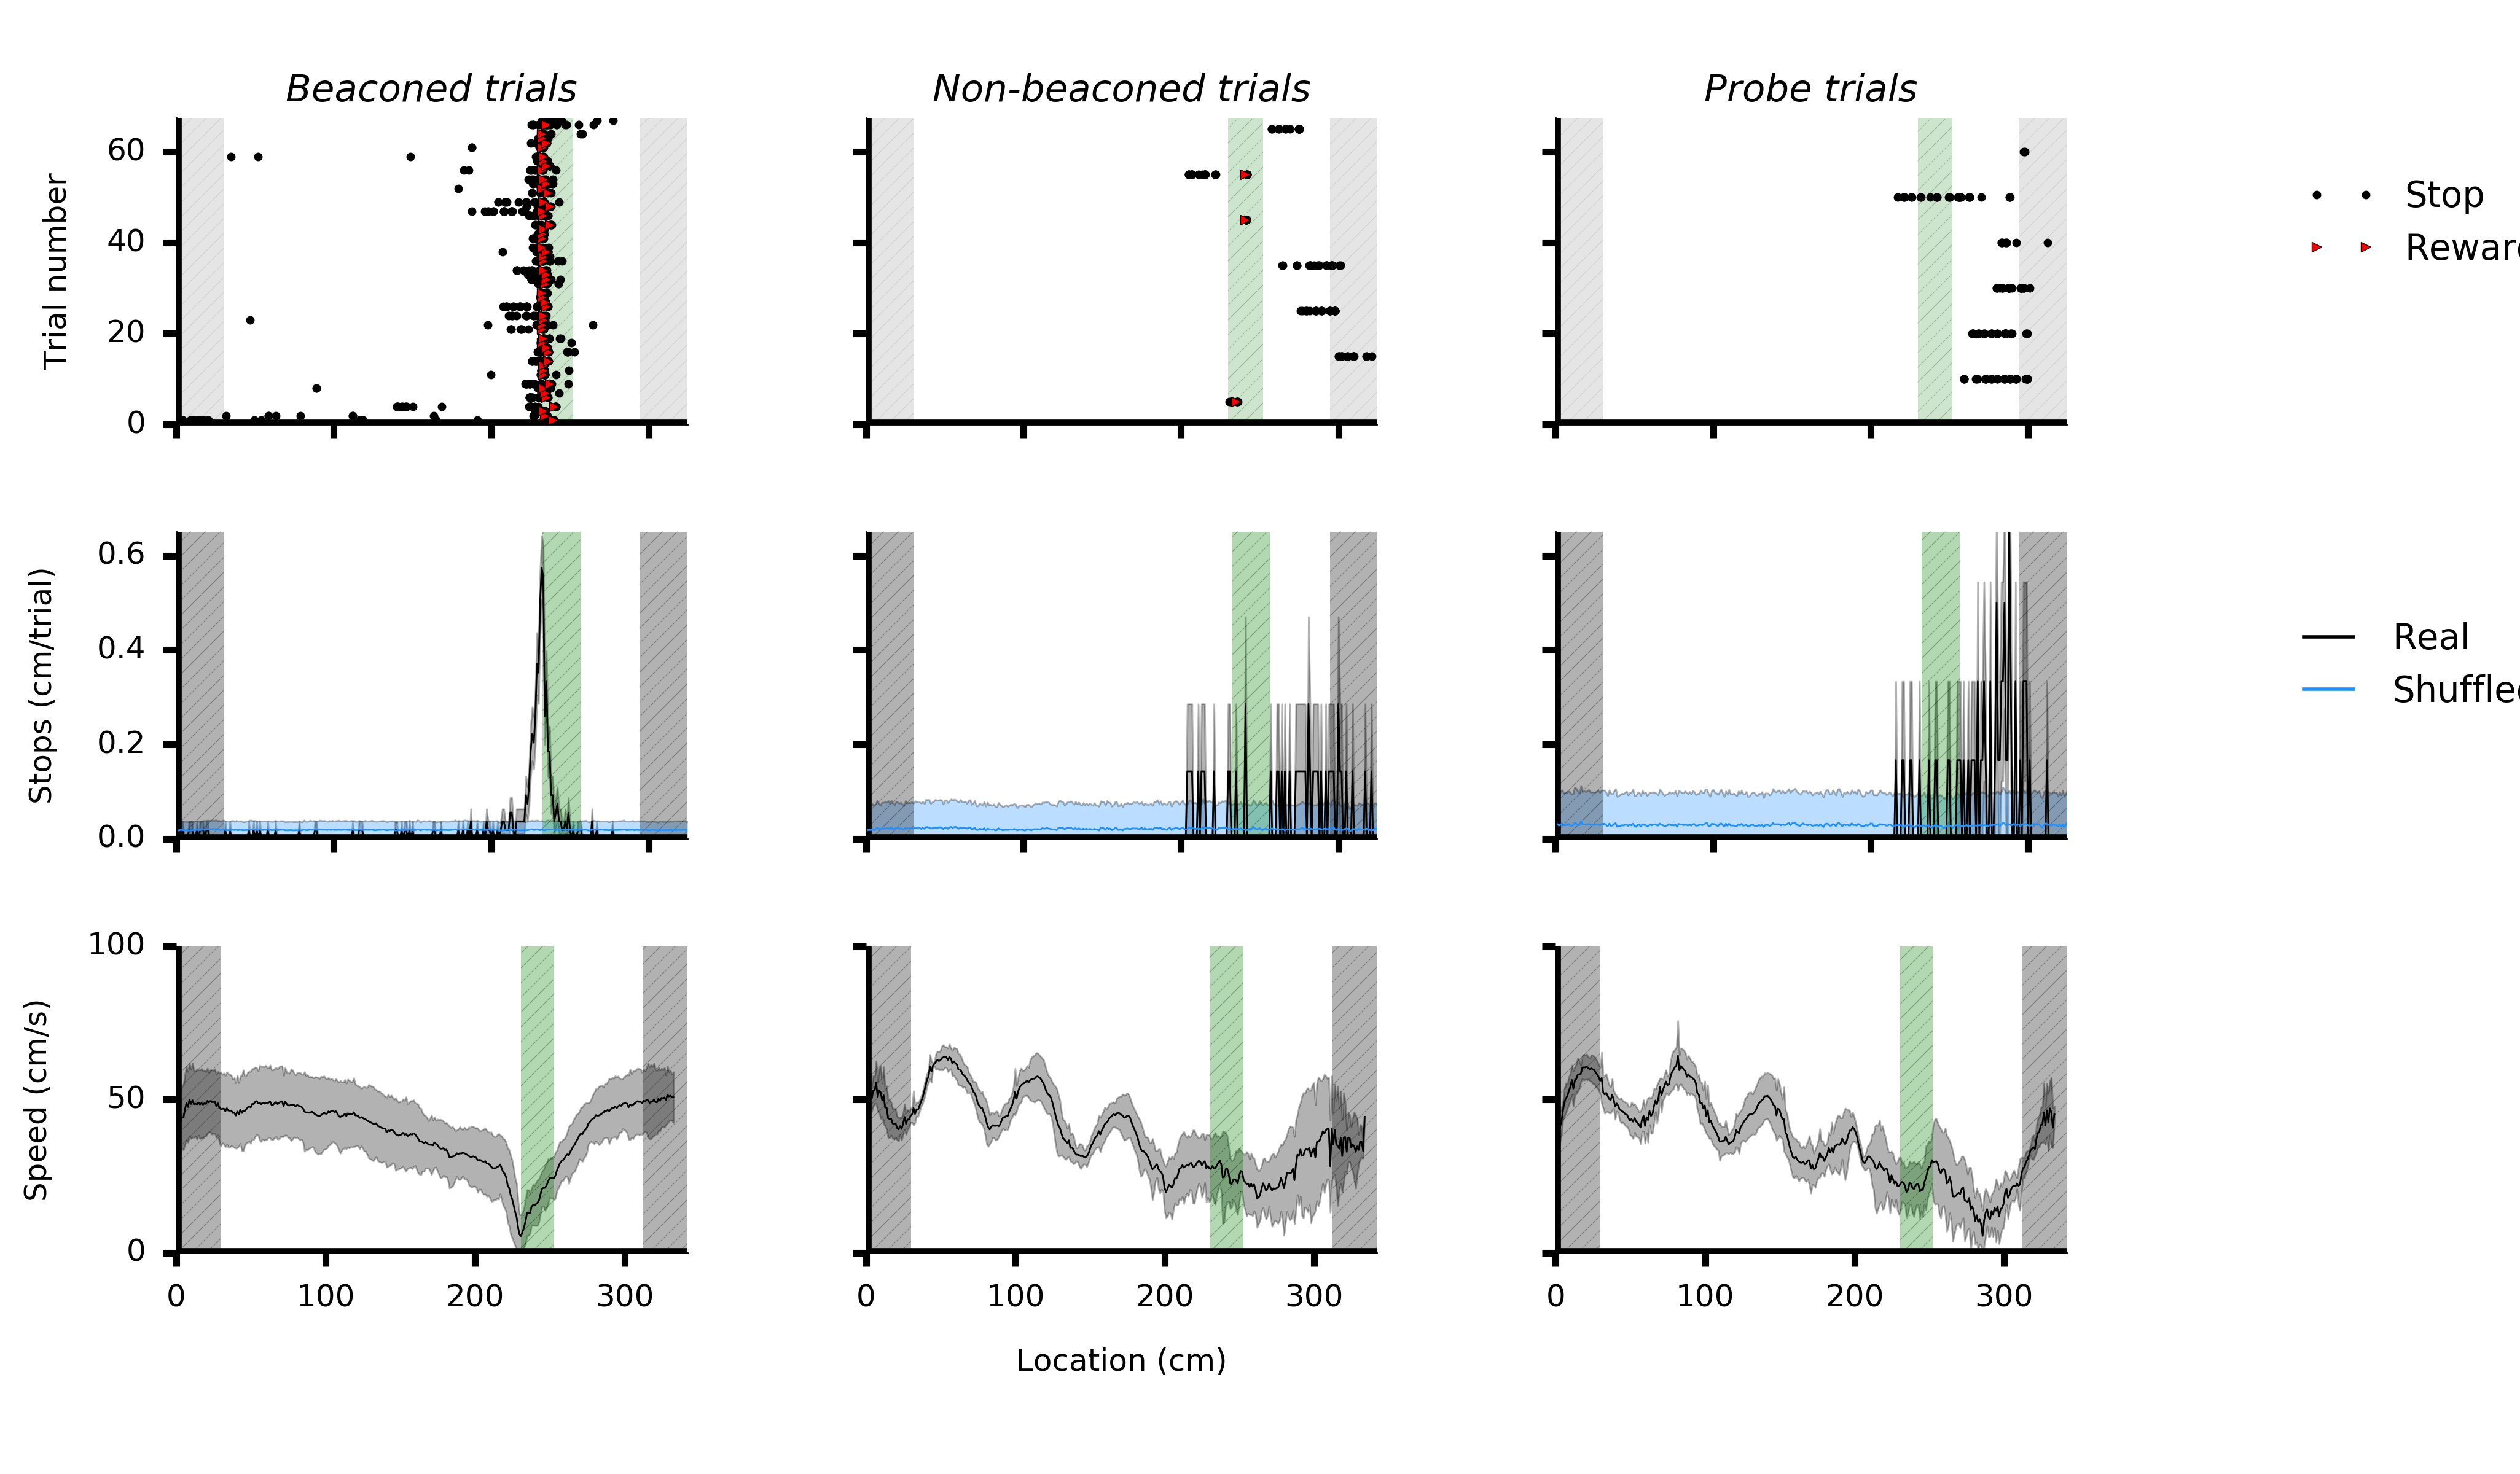 Beaconed trials
Non-beaconed trials
Probe trials
Trial number
60
40
20
0
Stop
Rewar
Stops (cm/trial)
0.6
0.4
0.2
0.0
Real
Shuffle
Speed (cm/s)
100
50
0
0 100 200 300
0 100 200 300
0 100 200 300
Location (cm)